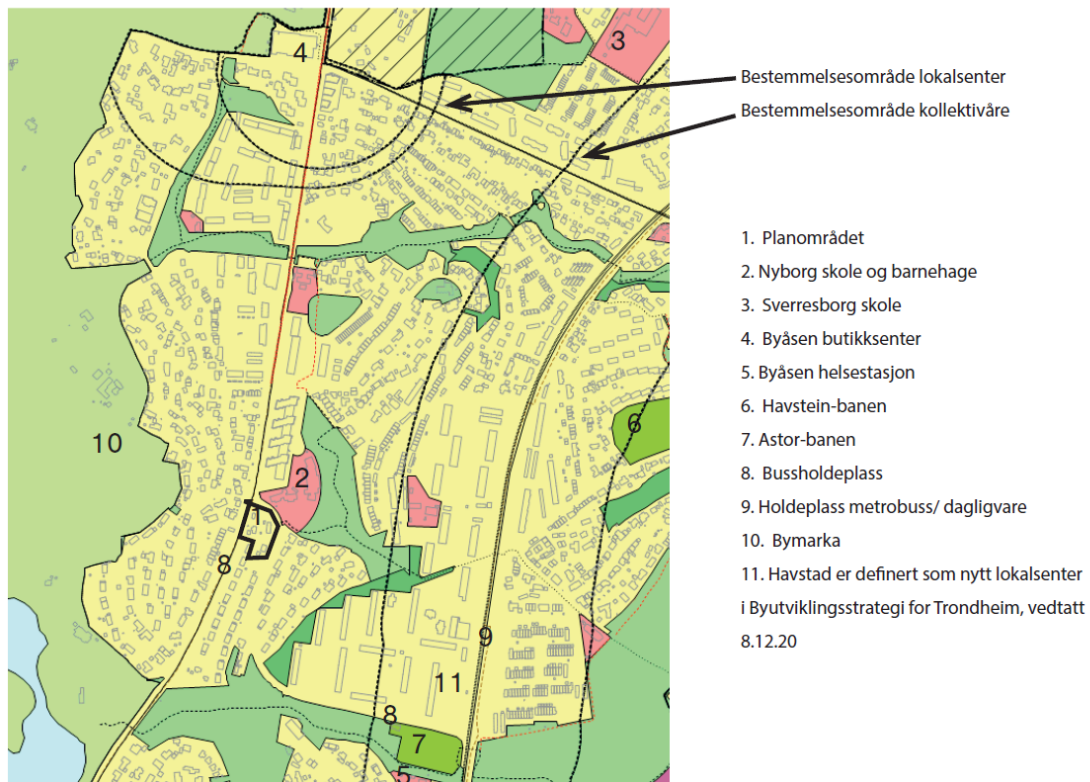 4
3
10
2
1
8
6
9
11
8
7
5
Bestemmelsesområde lokalsenter
Bestemmelsesområde kollektivåre
1. Planområdet
2. Nyborg skole og barnehage
3. Sverresborg skole
4. Byåsen butikksenter
5. Byåsen helsestasjon
6. Havstein-banen
7. Astor-banen
8. Bussholdeplass
9. Holdeplass metrobuss/ dagligvare
10. Bymarka
11. Havstad er definert som nytt lokalsenter
i Byutviklingsstrategi for Trondheim, vedtatt
8.12.20